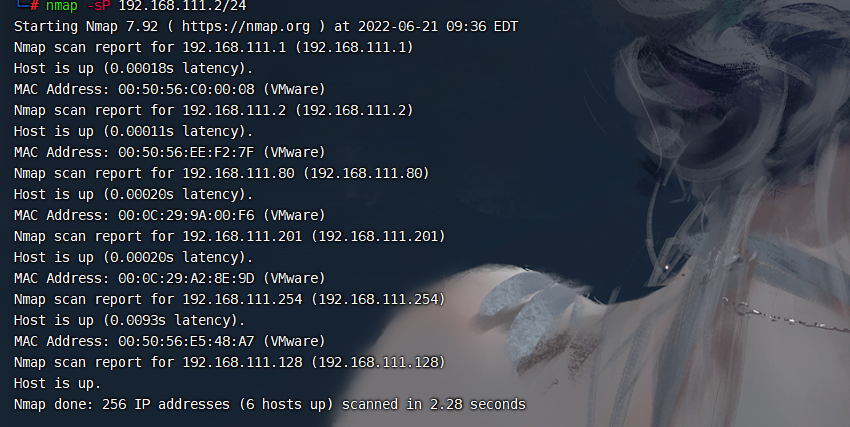 # nmap -sP 192.168.111.2/24
Starting Nmap 7.92 ( https://nmap.org ) at 2022-06-21 09:36 EDT
Nmap scan report for 192.168.111.1 (192.168.111.1)
Host is up (0.00018s latency).
MAC Address: 00:50:56:C0:00:08 (VMware)
Nmap scan report for 192.168.111.2 (192.168.111.2)
Host is up (0.00011s latency).
MAC Address: 00:50:56:EE:F2:7F (VMware)
Nmap scan report for 192.168.111.80 (192.168.111.80)
Host is up (0.00020s latency).
MAC Address: 00:0C:29:9A:00:F6 (VMware)
Nmap scan report for 192.168.111.201 (192.168.111.201)
Host is up (0.00020s latency).
MAC Address: 00:0C:29:A2:8E:9D (VMware)
Nmap scan report for 192.168.111.254 (192.168.111.254)
Host is up (0.0093s latency).
MAC Address: 00:50:56:E5:48:A7 (VMware)
Nmap scan report for 192.168.111.128 (192.168.111.128)
Host is up.
Nmap done: 256 IP addresses (6 hosts up) scanned in 2.28 seconds